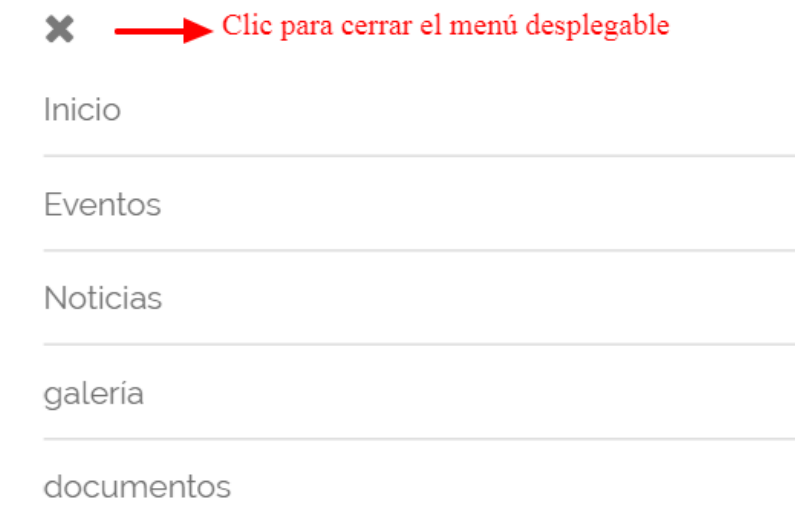 Clic para cerrar el menú desplegable
Inicio
Eventos
Noticias
galería
documentos